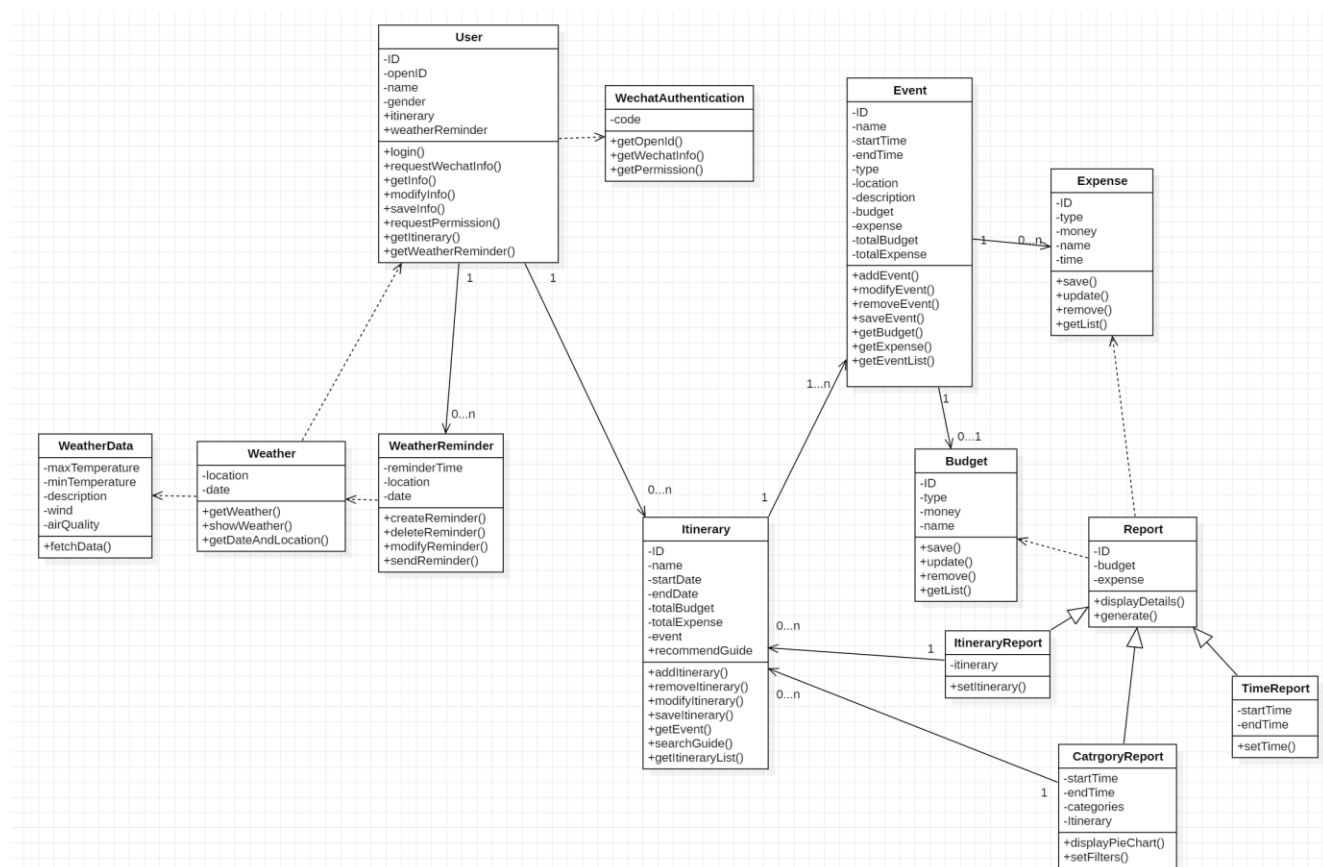 User
-ID
-openID
-name
-gender
+itinerary
+weatherReminder
+login()
+requestWechatInfo()
+getInfo()
+modifyInfo()
+saveInfo()
+requestPermission()
+getItinerary()
+getWeatherReminder()
WechatAuthentication
-code
+getOpenId()
+getWechatInfo()
+getPermission()
Event
-ID
-name
-startTime
-endTime
-type
-location
-description
-budget
-expense
-totalBudget
-totalExpense
+addEvent()
+modifyEvent()
+removeEvent()
+saveEvent()
+getBudget()
+getExpense()
+getEventList()
Expense
-ID
-type
-money
-name
-time
+save()
+update()
+remove()
+getList()
1
0...n
1
1
0...n
1
0...1
1...n
1
0...n
WeatherData
-maxTemperature
-minTemperature
-description
-wind
-airQuality
+fetchData()
Weather
-location
-date
+getWeather()
+showWeather()
+getDateAndLocation()
WeatherReminder
-reminderTime
-location
-date
+createReminder()
+deleteReminder()
+modifyReminder()
+sendReminder()
Budget
-ID
-type
-money
-name
+save()
+update()
+remove()
+getList()
Itinerary
-ID
-name
-startDate
-endDate
-totalBudget
-totalExpense
-event
+recommendGuide
+addItinerary()
+removeItinerary()
+modifyItinerary()
+saveItinerary()
+getEvent()
+searchGuide()
+getItineraryList()
Report
-ID
-budget
-expense
+displayDetails()
+generate()
0...n
1
0...n
1
ItineraryReport
-itinerary
+setItinerary()
TimeReport
-startTime
-endTime
+setTime()
CatrgoryReport
-startTime
-endTime
-categories
-Itinerary
+displayPieChart()
+setFilters()